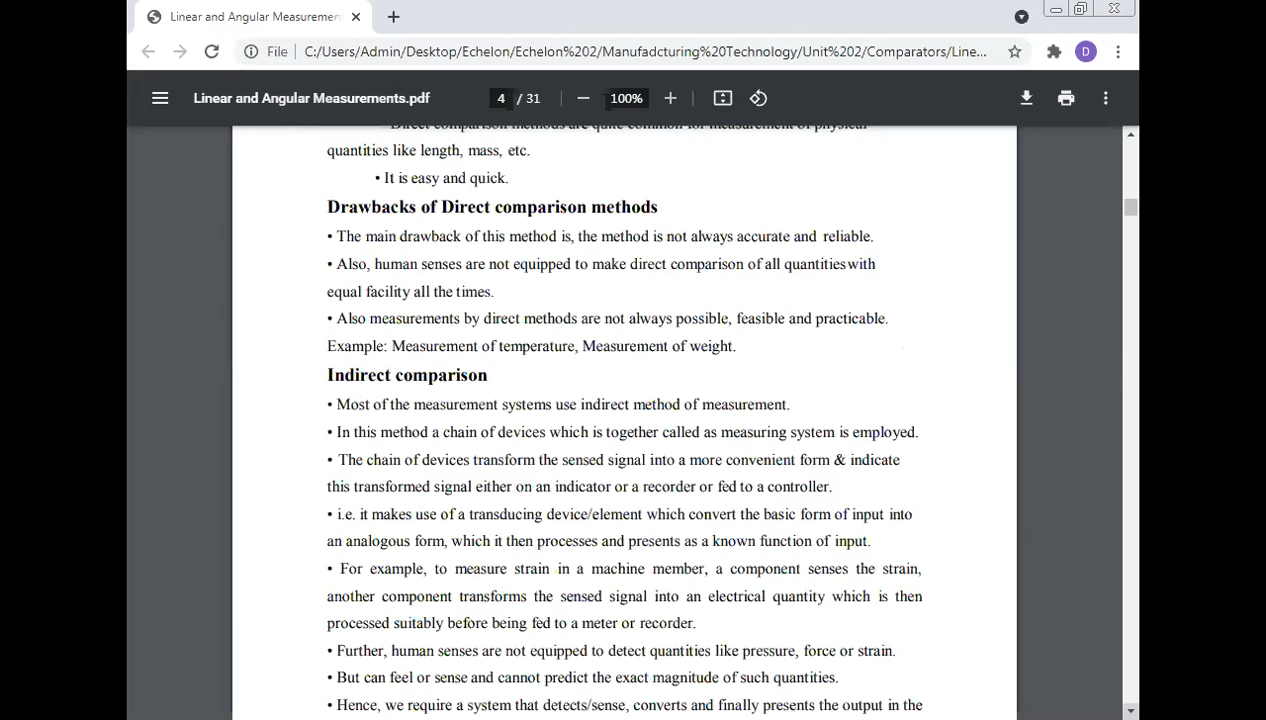 Linear and Angular Measuremen
File
C:/Users/Admin/Desktop/Echelon/Echelon%202/Manufadcturing%20Technology/Unit%202/Comparators/Line...
D
Linear and Angular Measurements.pdf
4 / 31
100%
Direct comparison methods are quite common for measurement of physical
quantities like length, mass, etc.
• It is easy and quick.
Drawbacks of Direct comparison methods
• The main drawback of this method is, the method is not always accurate and reliable.
• Also, human senses are not equipped to make direct comparison of all quantitieswith
equal facility all the times.
• Also measurements by direct methods are not always possible, feasible and practicable.
Example: Measurement of temperature, Measurement of weight.
Indirect comparison
• Most of the measurement systems use indirect method of measurement.
• In this method a chain of devices which is together called as measuring system is employed.
• The chain of devices transform the sensed signal into a more convenient form & indicate
this transformed signal either on an indicator or a recorder or fed to a controller.
• i.e. it makes use of a transducing device/element which convert the basic form of input into
an analogous form, which it then processes and presents as a known function of input.
• For example, to measure strain in a machine member, a component senses the strain,
another component transforms the sensed signal into an electrical quantity which is then
processed suitably before being fed to a meter or recorder.
• Further, human senses are not equipped to detect quantities like pressure, force or strain.
• But can feel or sense and cannot predict the exact magnitude of such quantities.
• Hence, we require a system that detects/sense, converts and finally presents the output in the